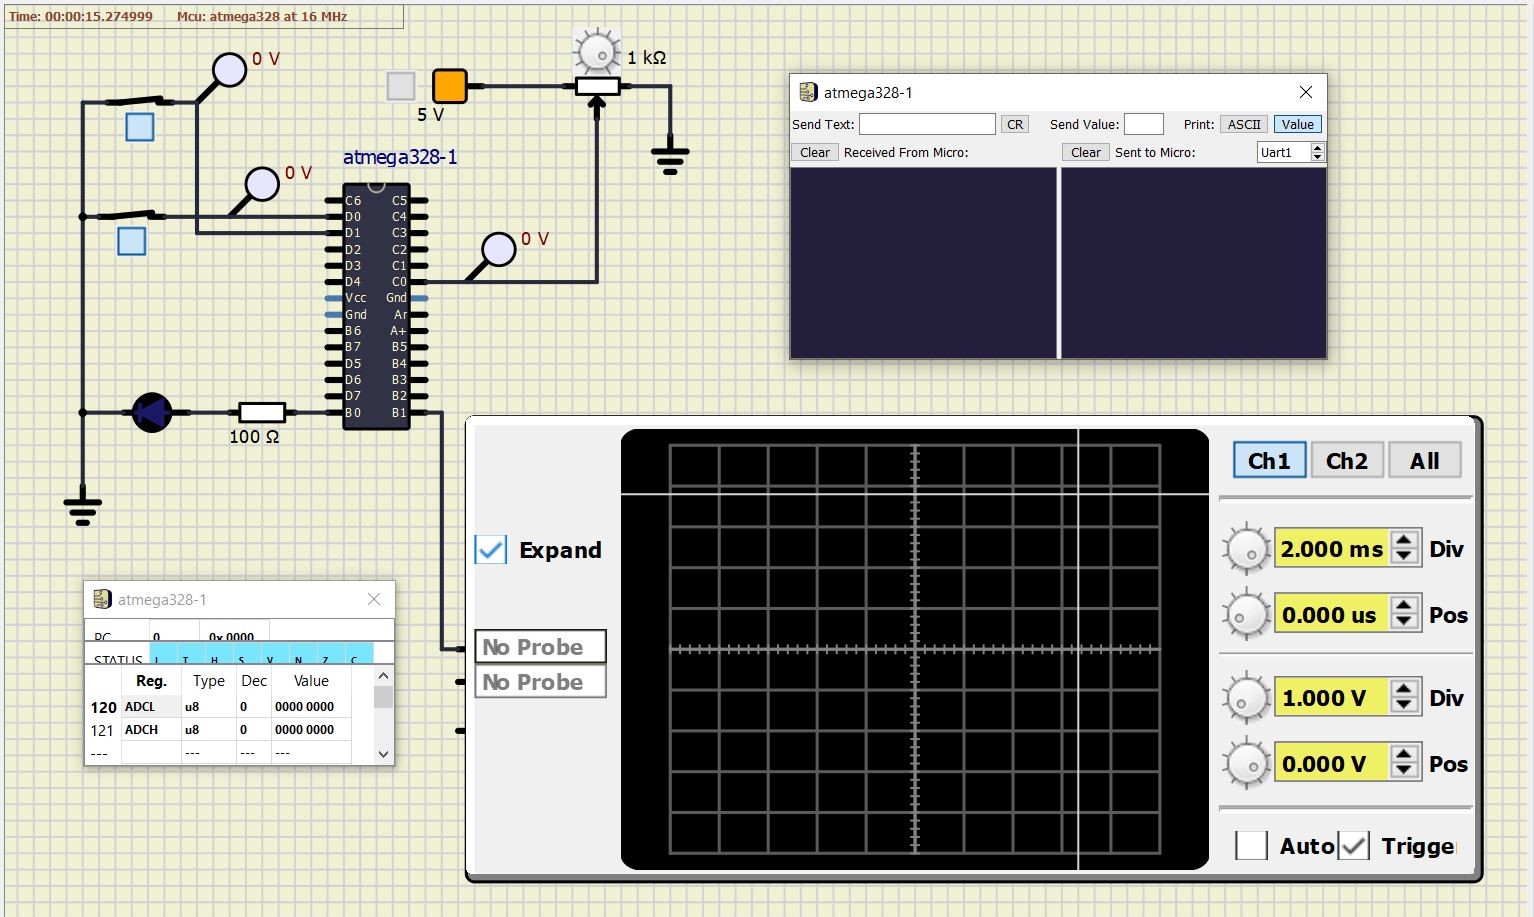 Time: 00:00:15.274999 Mcu: atmega328 at 16 MHz
0 V
1 kΩ
5 V
atmega328-1
0 V
0 V
C6 C5
D0 C4
D1 C3
D2 C2
D3 C1
D4 C0
Vcc Gnd
Gnd Ar
B6 A+
B7 B5
D5 B4
D6 B3
D7 B2
B0 B1
100 Ω
atmega328-1
Send Text: CR Send Value: Print: ASCII Value
Clear Received From Micro: Clear Sent to Micro: Uart1
atmega328-1
PC 0 0x 0000
STATUS I T H S V N Z C
Reg. Type Dec Value
120 ADCL u8 0 0000 0000
121 ADCH u8 0 0000 0000
--- --- --- ---
Expand
No Probe
No Probe
Ch1 Ch2 All
2.000 ms Div
0.000 us Pos
1.000 V Div
0.000 V Pos
Auto Trigge